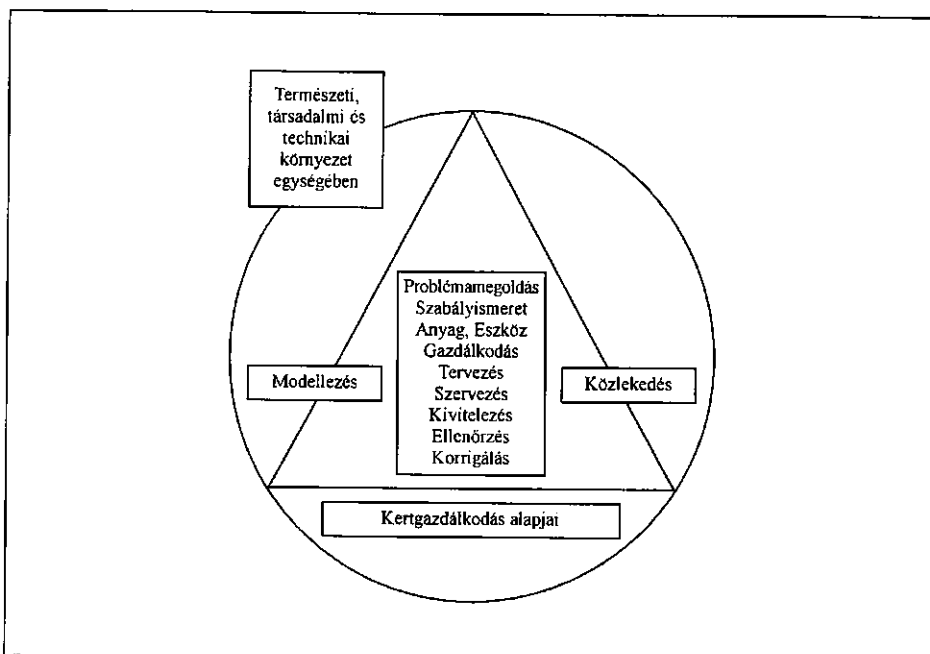 Természeti,
társadalmi és
technikai
környezet
egységében
Problémamegoldás
Szabályismeret
Anyag, Eszköz
Gazdálkodás
Tervezés
Szervezés
Kivitelezés
Ellenőrzés
Korrigálás
Modellezés
Közlekedés
Kertgazdálkodás alapjai